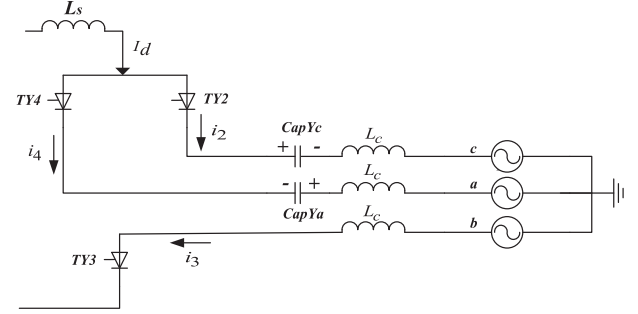 Ls
Id
TY4
TY2
i4
i2
CapYc
+ -
Lc
c
- +
CapYa
Lc
a
Lc
b
TY3
i3